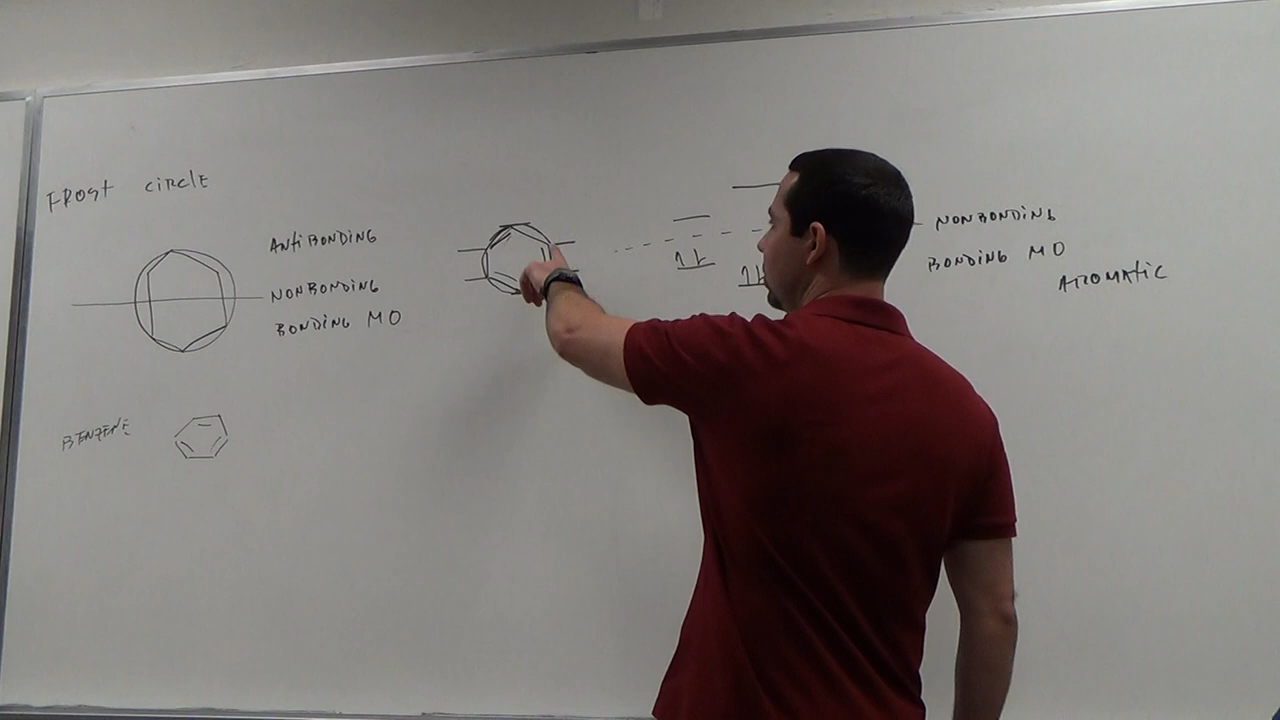 FROST CIRCLE
ANTIBONDING
NONBONDING
BONDING MO
BENZENE
NONBONDING
BONDING MO
AROMATIC